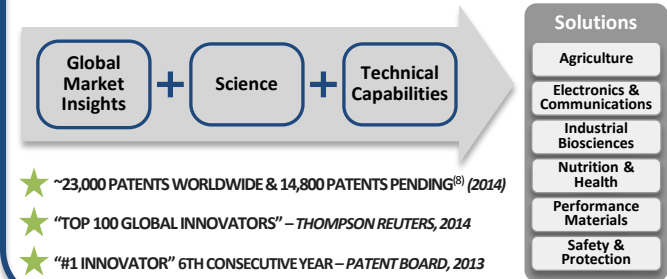 Global
Market
Insights
+
Science
+
Technical
Capabilities
Solutions
Agriculture
Electronics &
Communications
Industrial
Biosciences
Nutrition &
Health
Performance
Materials
Safety &
Protection
~23,000 PATENTS WORLDWIDE & 14,800 PATENTS PENDING(8) (2014)
“TOP 100 GLOBAL INNOVATORS” – THOMPSON REUTERS, 2014
“#1 INNOVATOR” 6TH CONSECUTIVE YEAR – PATENT BOARD, 2013